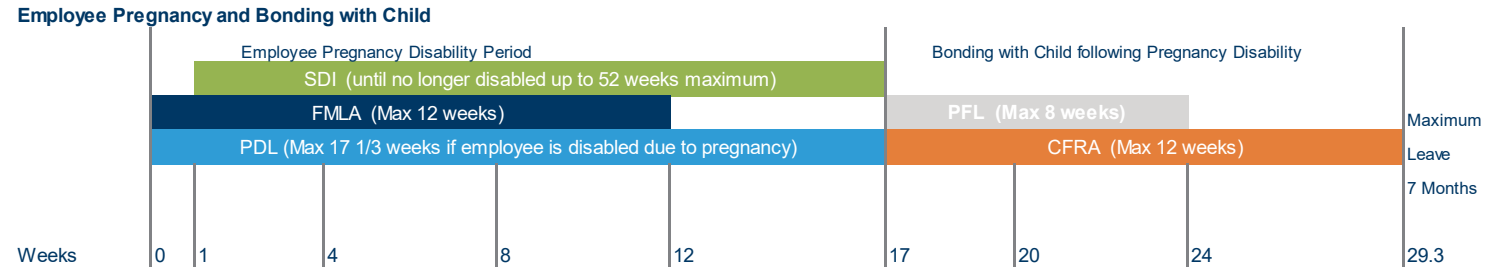 Employee Pregnancy and Bonding with Child
Employee Pregnancy Disability Period
Bonding with Child following Pregnancy Disability
SDI (until no longer disabled up to 52 weeks maximum)
FMLA (Max 12 weeks)
PFL (Max 8 weeks)
PDL (Max 17 1/3 weeks if employee is disabled due to pregnancy)
CFRA (Max 12 weeks)
Maximum
Leave
7 Months
Weeks 0 1 4 8 12 17 20 24 29.3